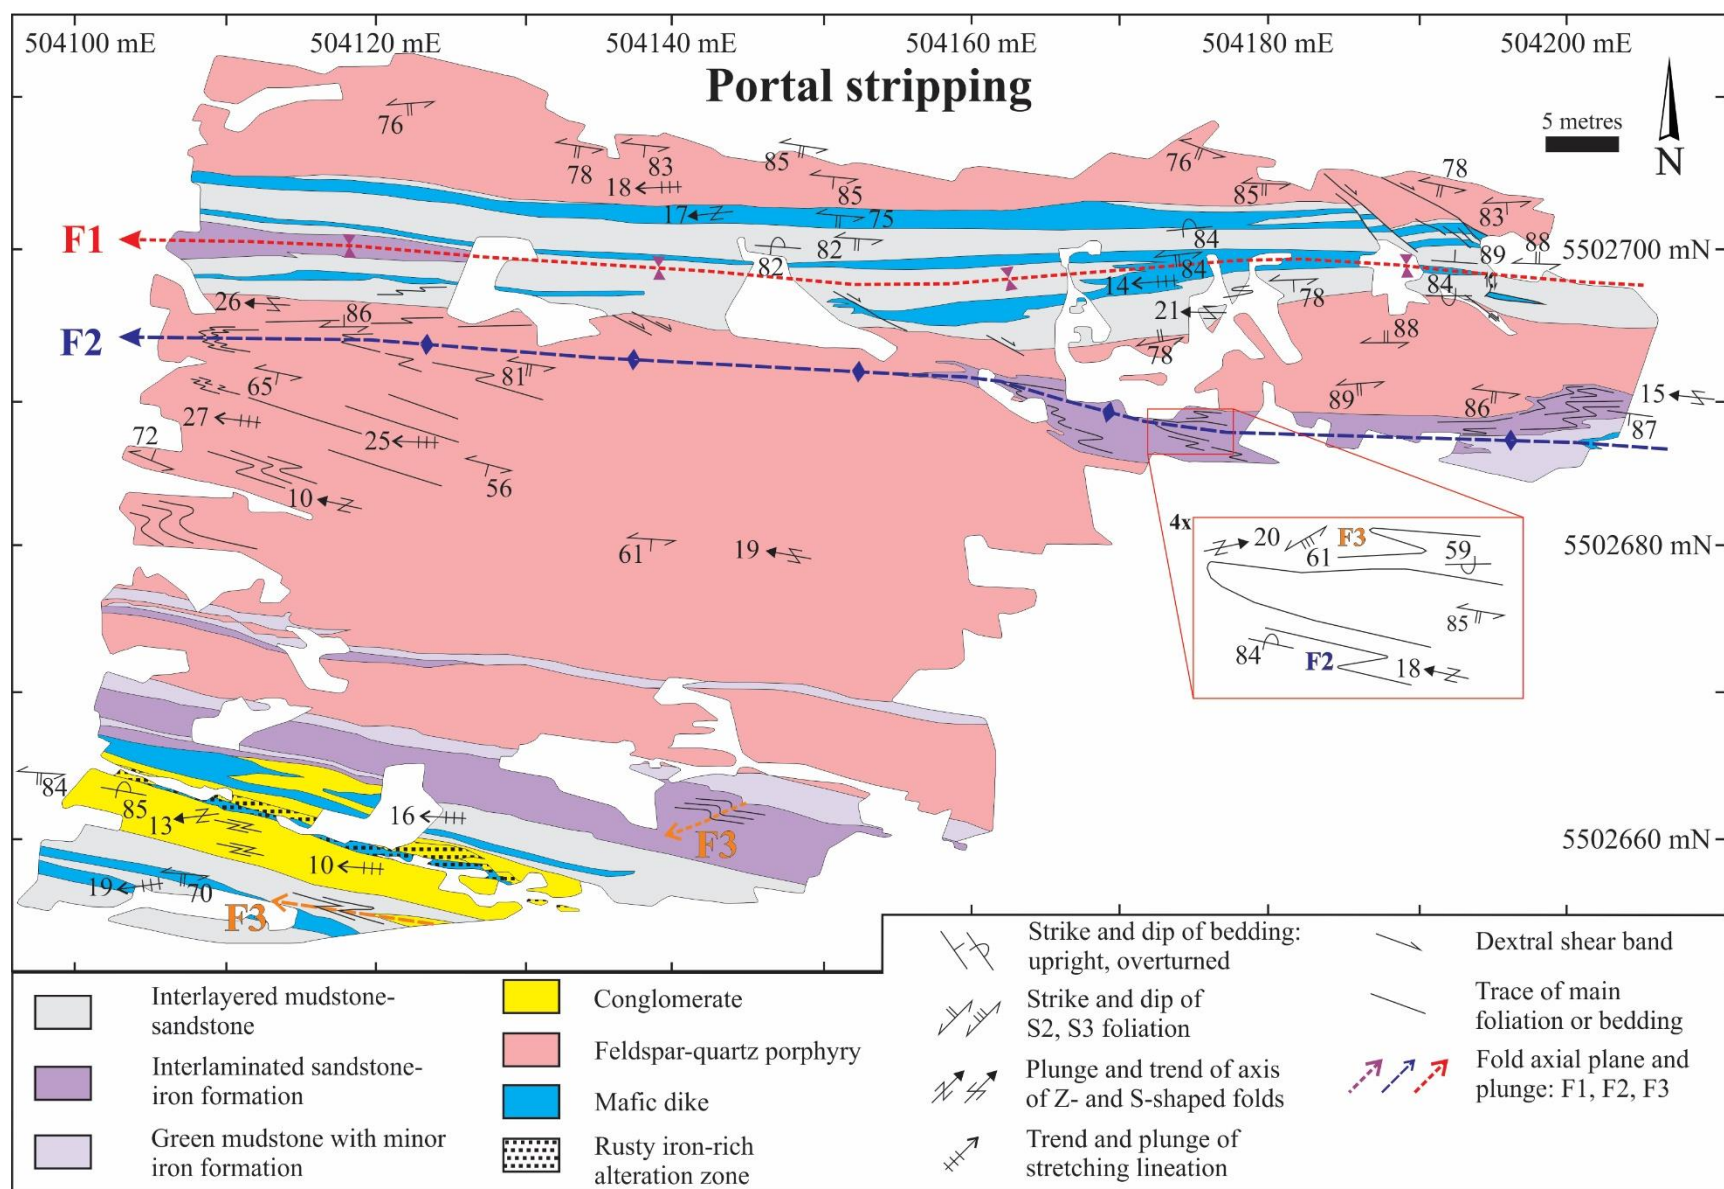 504100 mE
504120 mE
504140 mE
504160 mE
504180 mE
504200 mE
Portal stripping
5 metres
N
76
78
83
18
85
85
76
85
78
83
17
75
82
82
84
84
14
89
88
5502700 mN
F1
26
86
21
78
84
78
88
F2
65
81
27
25
72
56
10
89
86
15
87
61
19
4x
20
61
F3
59
85
84
F2
18
5502680 mN
84
85
13
16
10
19
70
F3
F3
5502660 mN
Interlayered mudstone-
sandstone
Interlaminated sandstone-
iron formation
Green mudstone with minor
iron formation
Conglomerate
Feldspar-quartz porphyry
Mafic dike
Rusty iron-rich
alteration zone
Strike and dip of bedding:
upright, overturned
Strike and dip of
S2, S3 foliation
Plunge and trend of axis
of Z- and S-shaped folds
Trend and plunge of
stretching lineation
Dextral shear band
Trace of main
foliation or bedding
Fold axial plane and
plunge: F1, F2, F3